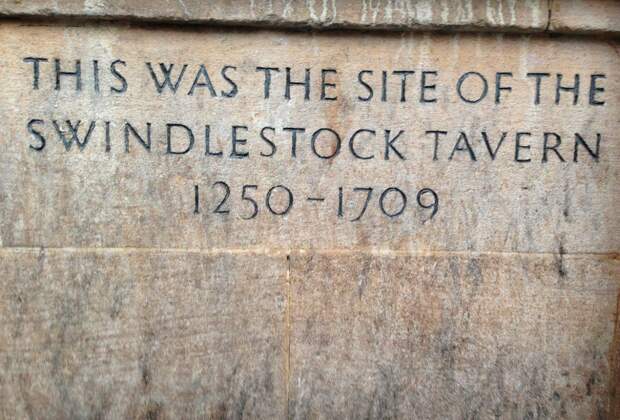 THIS WAS THE SITE OF THE
SWINDLESTOCK TAVERN
1250-1709